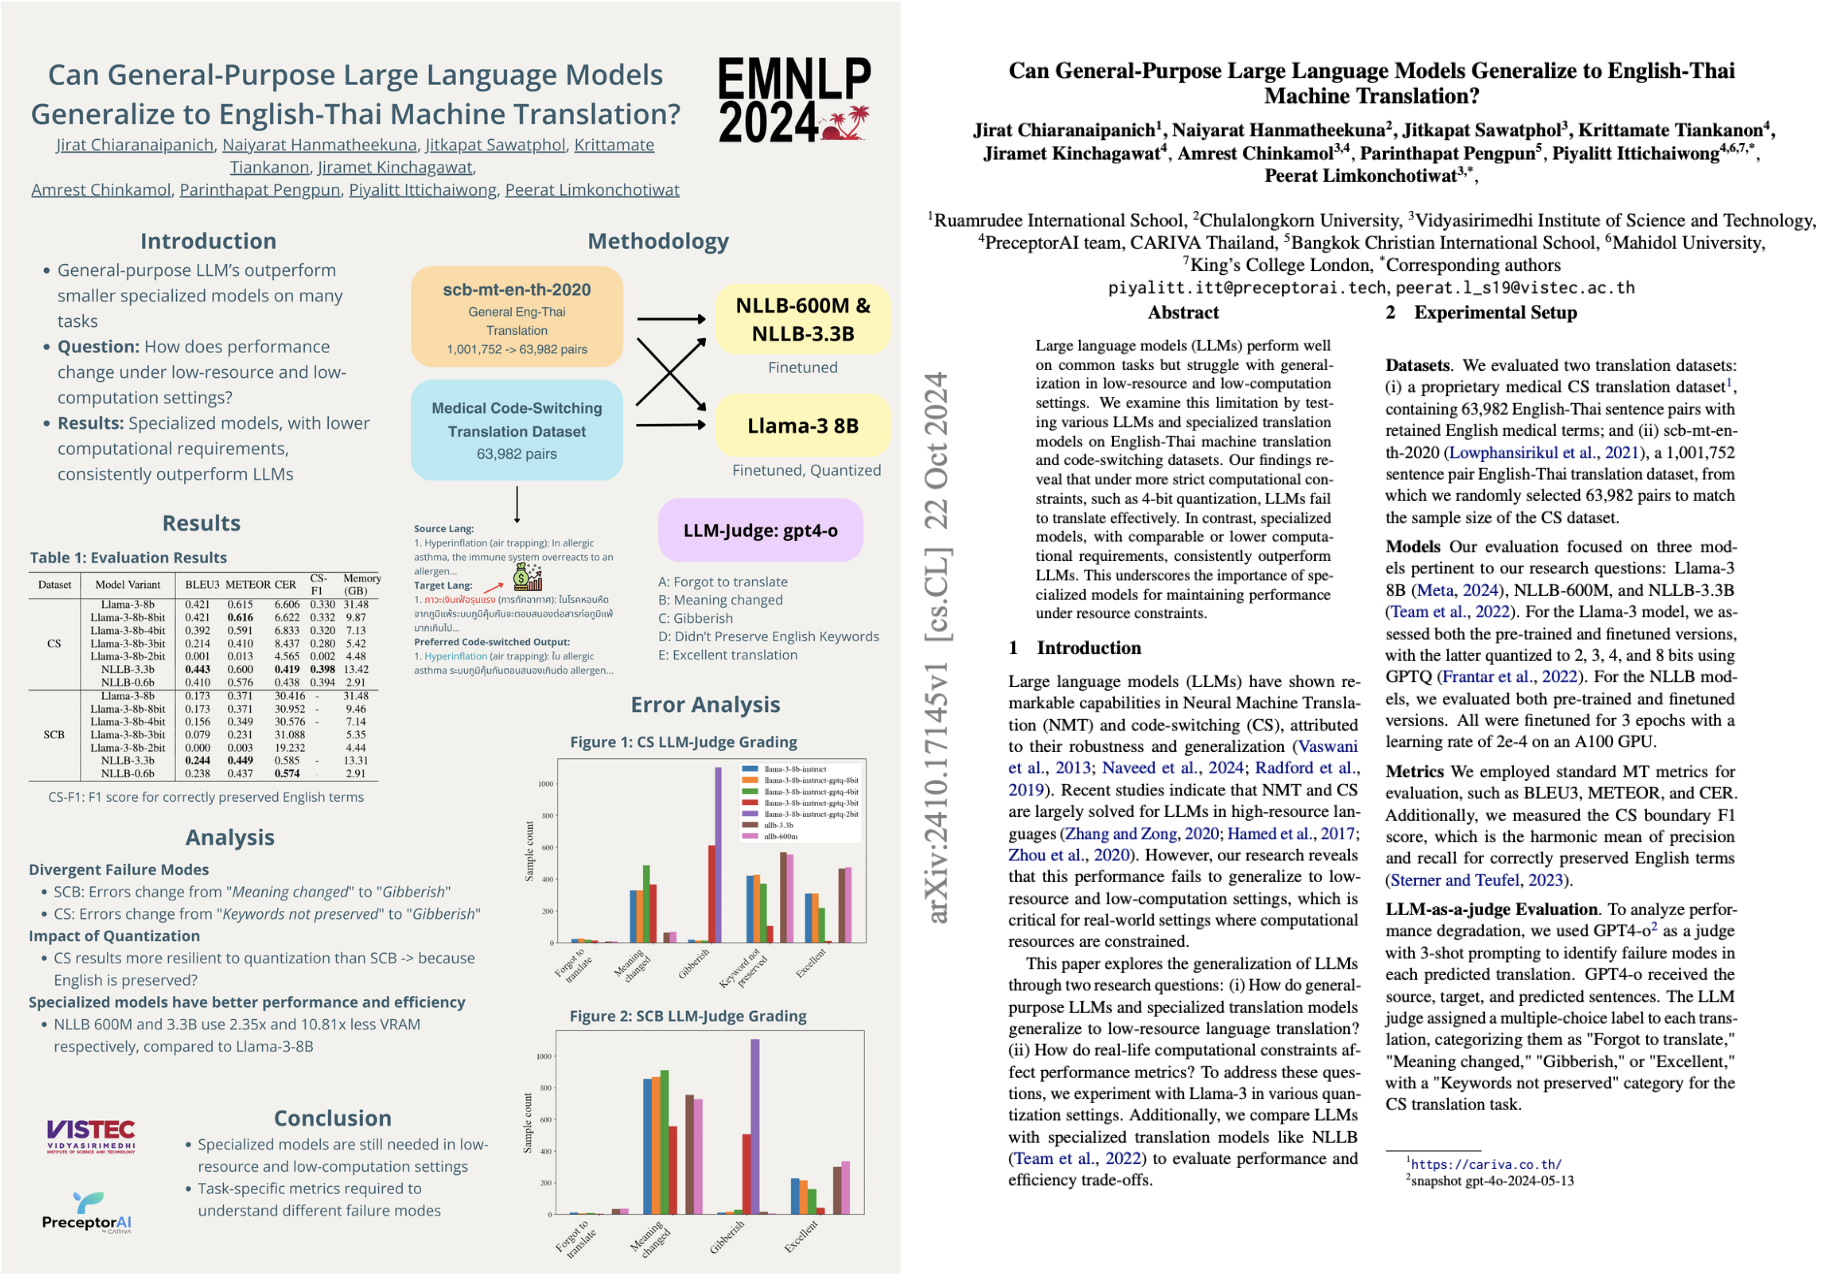 Can General-Purpose Large Language Models
Generalize to English-Thai Machine Translation?
Jirat Chiaranaipanich, Naiyarat Hanmatheekuna, Jitkapat Sawatphol, Krittamate
Tiankanon, Jiramet Kinchagawat,
Amrest Chinkamol, Parinthapat Pengpun, Piyalitt Ittichaiwong, Peerat Limkonchotiwat
EMNLP
2024
Introduction
• General-purpose LLM's outperform
smaller specialized models on many
tasks
• Question: How does performance
change under low-resource and low-
computation settings?
• Results: Specialized models, with lower
computational requirements,
consistently outperform LLMs
Results
Table 1: Evaluation Results
Dataset Model Variant BLEU3 METEOR CER CS-F1 Memory (GB)
CS
Llama-3-8b 0.421 0.615 6.606 0.330 31.48
Llama-3-8b-8bit 0.421 0.616 6.622 0.332 9.87
Llama-3-8b-4bit 0.392 0.591 6.833 0.320 7.13
Llama-3-8b-3bit 0.214 0.410 8.437 0.280 5.42
Llama-3-8b-2bit 0.001 0.013 4.565 0.002 4.48
NLLB-3.3b 0.443 0.600 0.419 0.398 13.42
NLLB-0.6b 0.410 0.576 0.438 0.394 2.91
SCB
Llama-3-8b 0.173 0.371 30.416 - 31.48
Llama-3-8b-8bit 0.173 0.371 30.952 - 9.46
Llama-3-8b-4bit 0.156 0.349 30.576 - 7.14
Llama-3-8b-3bit 0.079 0.231 31.088 5.35
Llama-3-8b-2bit 0.000 0.003 19.232 4.44
NLLB-3.3b 0.244 0.449 0.585 - 13.31
NLLB-0.6b 0.238 0.437 0.574 - 2.91
CS-F1: F1 score for correctly preserved English terms
Analysis
Divergent Failure Modes
• SCB: Errors change from "Meaning changed" to "Gibberish"
• CS: Errors change from "Keywords not preserved" to "Gibberish"
Impact of Quantization
• CS results more resilient to quantization than SCB -> because
English is preserved?
Specialized models have better performance and efficiency
• NLLB 600M and 3.3B use 2.35x and 10.81x less VRAM
respectively, compared to Llama-3-8B
VISTEC
VIDYASIRIMEDHI
INSTITUTE OF SCIENCE AND TECHNOLOGY
PreceptorAI
by CARIVA
Conclusion
• Specialized models are still needed in low-
resource and low-computation settings
• Task-specific metrics required to
understand different failure modes
Methodology
scb-mt-en-th-2020
General Eng-Thai
Translation
1,001,752 -> 63,982 pairs
Medical Code-Switching
Translation Dataset
63,982 pairs
NLLB-600M &
NLLB-3.3B
Finetuned
Llama-3 8B
Finetuned, Quantized
LLM-Judge: gpt4-o
A: Forgot to translate
B: Meaning changed
C: Gibberish
D: Didn't Preserve English Keywords
E: Excellent translation
Source Lang:
1. Hyperinflation (air trapping): In allergic
asthma, the immune system overreacts to an
allergen...
Target Lang:
1. ภาวะเงินเฟ้อรุนแรง (การกักอากาศ): ในโรคหอบหืด
จากภูมิแพ้ระบบภูมิคุ้มกันจะตอบสนองต่อสารก่อภูมิแพ้
มากเกินไป...
Preferred Code-switched Output:
1. Hyperinflation (air trapping): ใน allergic
asthma ระบบภูมิคุ้มกันตอบสนองเกินต่อ allergen...
Error Analysis
Figure 1: CS LLM-Judge Grading
Sample count
1000
800
600
400
200
0
llama-3-8b-instruct
llama-3-8b-instruct-gptq-8bit
llama-3-8b-instruct-gptq-4bit
llama-3-8b-instruct-gptq-3bit
llama-3-8b-instruct-gptq-2bit
nllb-3.3b
nllb-600m
Forgot to translate
Meaning changed
Gibberish
Keyword not preserved
Excellent
Figure 2: SCB LLM-Judge Grading
Sample count
1000
800
600
400
200
0
Forgot to translate
Meaning changed
Gibberish
Excellent
arXiv:2410.17145v1 [cs.CL] 22 Oct 2024
Can General-Purpose Large Language Models Generalize to English-Thai
Machine Translation?
Jirat Chiaranaipanich1, Naiyarat Hanmatheekuna2, Jitkapat Sawatphol3, Krittamate Tiankanon4,
Jiramet Kinchagawat4, Amrest Chinkamol3,4, Parinthapat Pengpun5, Piyalitt Ittichaiwong4,6,7,*,
Peerat Limkonchotiwat3,*,
1Ruamrudee International School, 2Chulalongkorn University, 3Vidyasirimedhi Institute of Science and Technology,
4PreceptorAI team, CARIVA Thailand, 5Bangkok Christian International School, 6Mahidol University,
7King's College London, *Corresponding authors
piyalitt.itt@preceptorai.tech, peerat.l_s19@vistec.ac.th
Abstract
Large language models (LLMs) perform well
on common tasks but struggle with general-
ization in low-resource and low-computation
settings. We examine this limitation by test-
ing various LLMs and specialized translation
models on English-Thai machine translation
and code-switching datasets. Our findings re-
veal that under more strict computational con-
straints, such as 4-bit quantization, LLMs fail
to translate effectively. In contrast, specialized
models, with comparable or lower computa-
tional requirements, consistently outperform
LLMs. This underscores the importance of spe-
cialized models for maintaining performance
under resource constraints.
1 Introduction
Large language models (LLMs) have shown re-
markable capabilities in Neural Machine Transla-
tion (NMT) and code-switching (CS), attributed
to their robustness and generalization (Vaswani
et al., 2013; Naveed et al., 2024; Radford et al.,
2019). Recent studies indicate that NMT and CS
are largely solved for LLMs in high-resource lan-
guages (Zhang and Zong, 2020; Hamed et al., 2017;
Zhou et al., 2020). However, our research reveals
that this performance fails to generalize to low-
resource and low-computation settings, which is
critical for real-world settings where computational
resources are constrained.
This paper explores the generalization of LLMs
through two research questions: (i) How do general-
purpose LLMs and specialized translation models
generalize to low-resource language translation?
(ii) How do real-life computational constraints af-
fect performance metrics? To address these ques-
tions, we experiment with Llama-3 in various quan-
tization settings. Additionally, we compare LLMs
with specialized translation models like NLLB
(Team et al., 2022) to evaluate performance and
efficiency trade-offs.
2 Experimental Setup
Datasets. We evaluated two translation datasets:
(i) a proprietary medical CS translation dataset1,
containing 63,982 English-Thai sentence pairs with
retained English medical terms; and (ii) scb-mt-en-
th-2020 (Lowphansirikul et al., 2021), a 1,001,752
sentence pair English-Thai translation dataset, from
which we randomly selected 63,982 pairs to match
the sample size of the CS dataset.
Models Our evaluation focused on three mod-
els pertinent to our research questions: Llama-3
8B (Meta, 2024), NLLB-600M, and NLLB-3.3B
(Team et al., 2022). For the Llama-3 model, we as-
sessed both the pre-trained and finetuned versions,
with the latter quantized to 2, 3, 4, and 8 bits using
GPTQ (Frantar et al., 2022). For the NLLB mod-
els, we evaluated both pre-trained and finetuned
versions. All were finetuned for 3 epochs with a
learning rate of 2e-4 on an A100 GPU.
Metrics We employed standard MT metrics for
evaluation, such as BLEU3, METEOR, and CER.
Additionally, we measured the CS boundary F1
score, which is the harmonic mean of precision
and recall for correctly preserved English terms
(Sterner and Teufel, 2023).
LLM-as-a-judge Evaluation. To analyze perfor-
mance degradation, we used GPT4-o2 as a judge
with 3-shot prompting to identify failure modes in
each predicted translation. GPT4-o received the
source, target, and predicted sentences. The LLM
judge assigned a multiple-choice label to each trans-
lation, categorizing them as "Forgot to translate,"
"Meaning changed," "Gibberish," or "Excellent,"
with a "Keywords not preserved" category for the
CS translation task.
1https://cariva.co.th/
2snapshot gpt-4o-2024-05-13